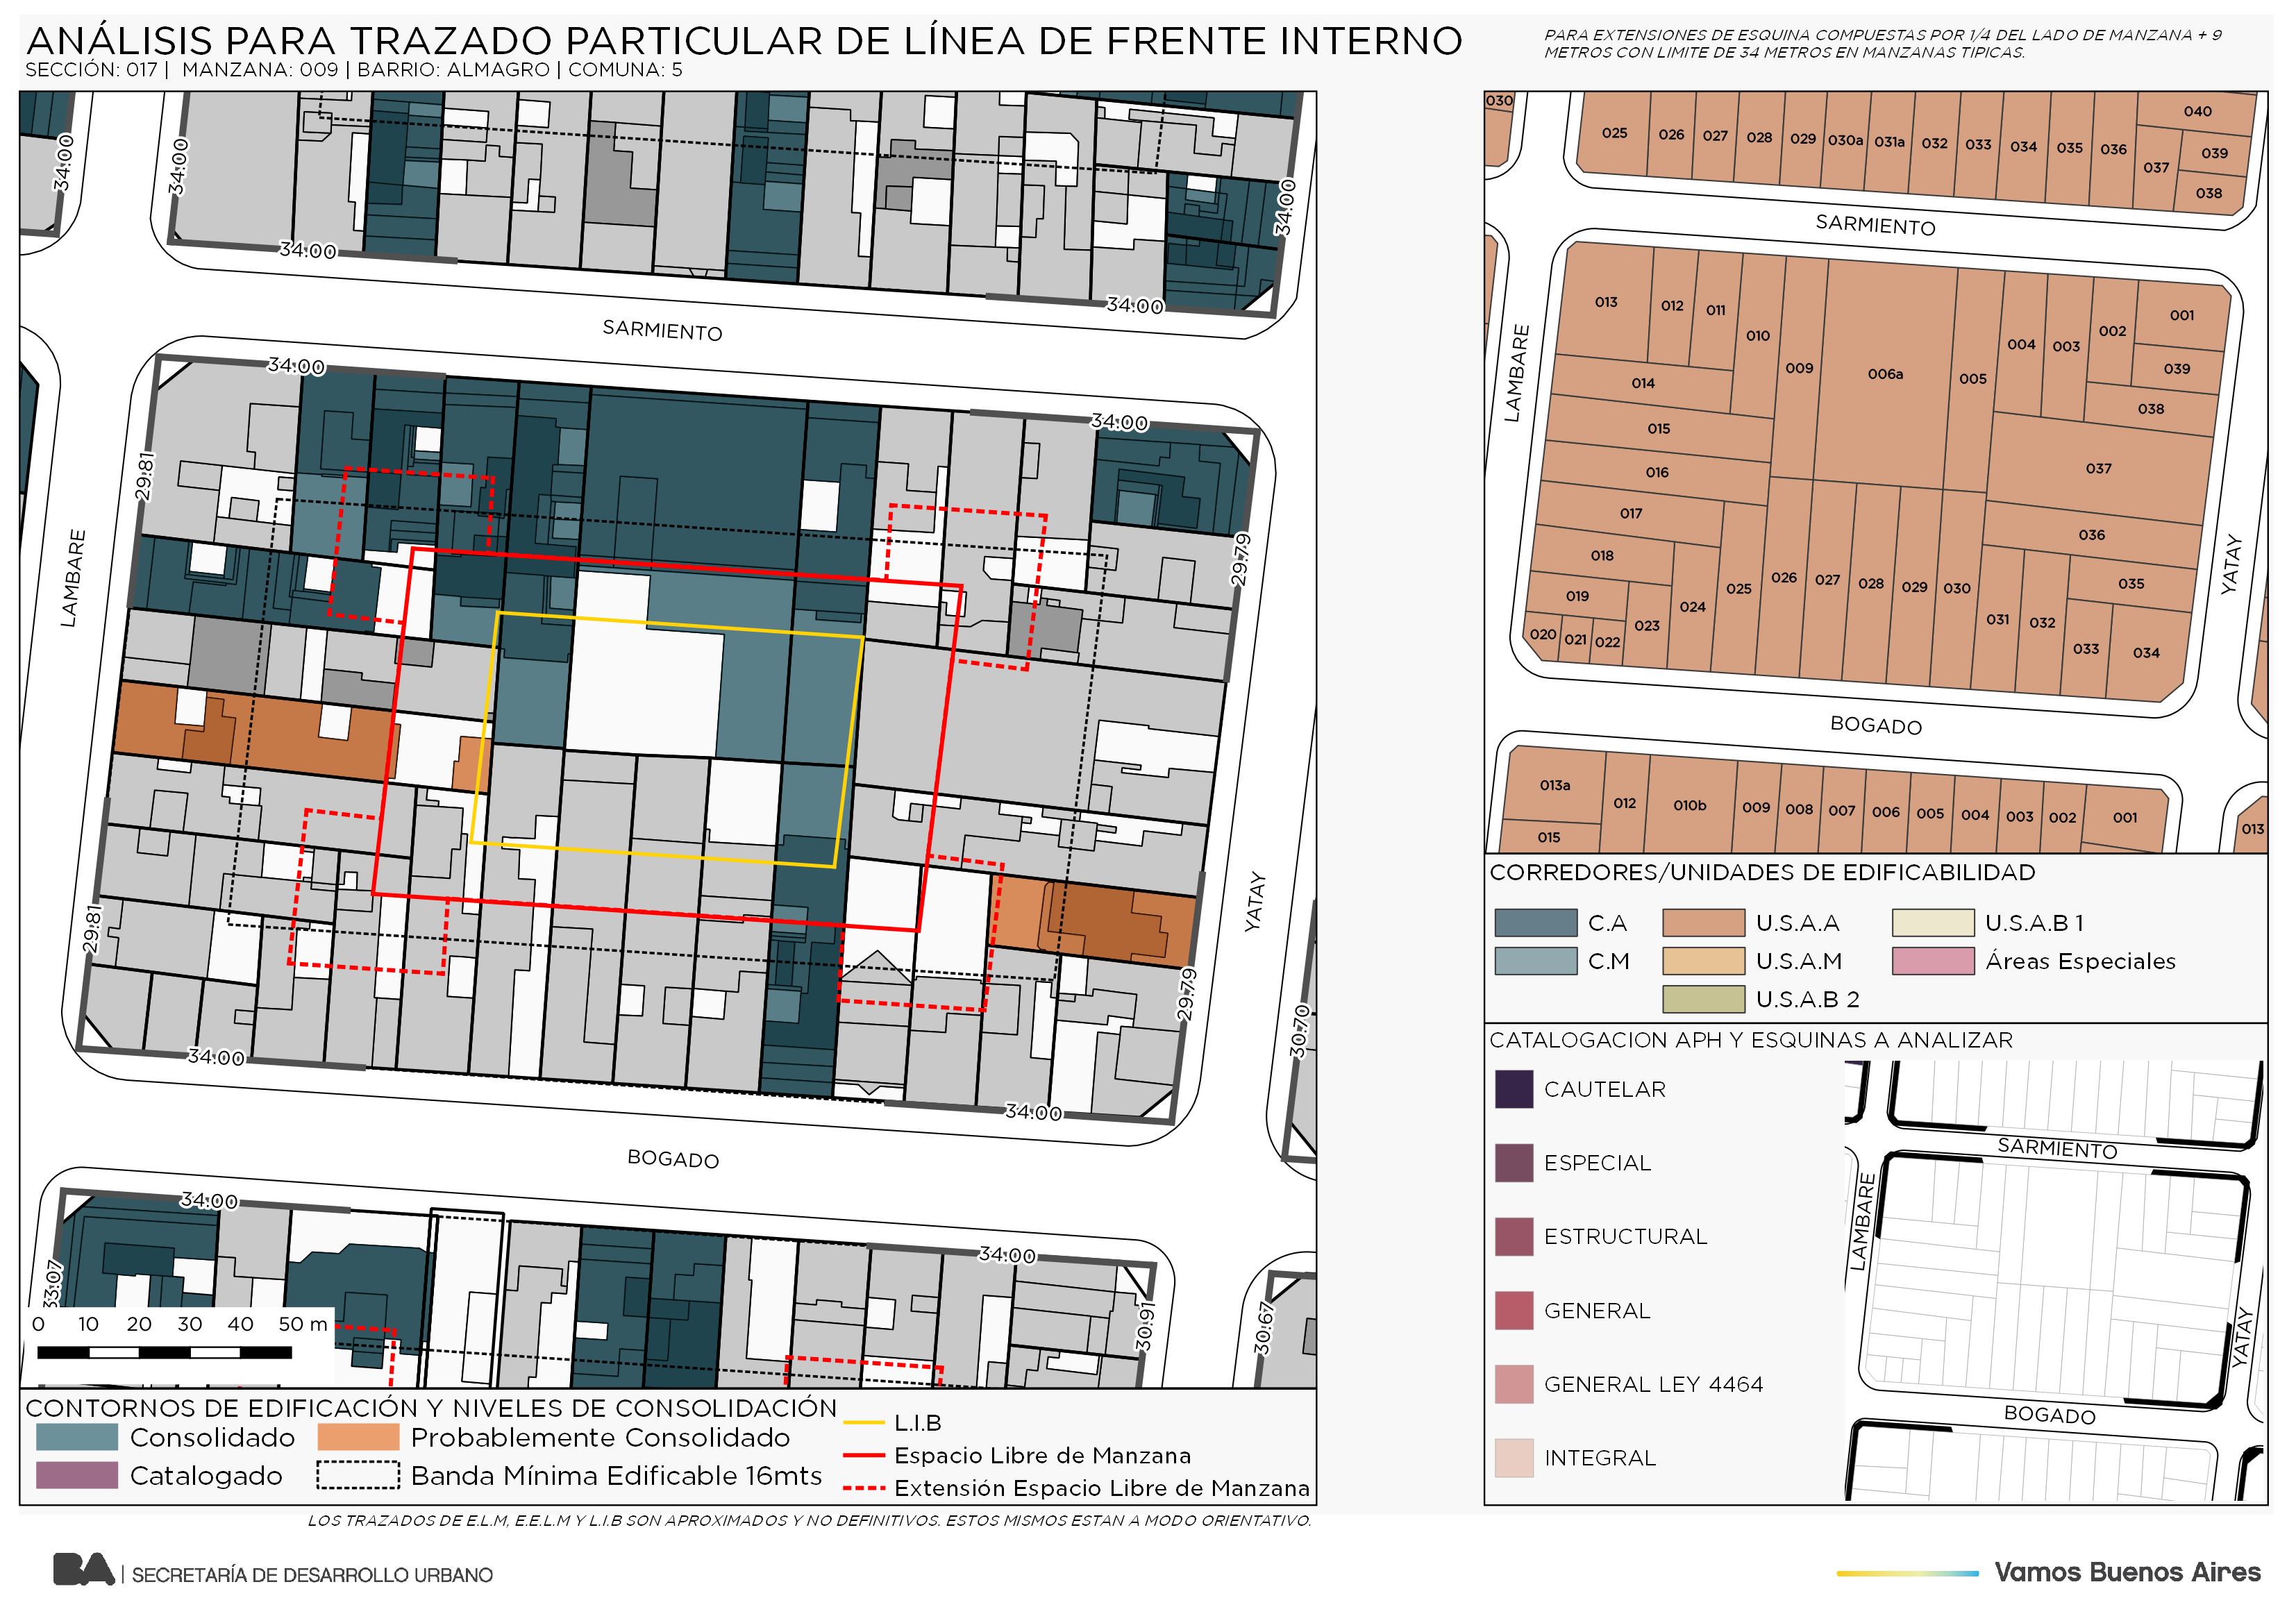 ANÁLISIS PARA TRAZADO PARTICULAR DE LÍNEA DE FRENTE INTERNO
SECCIÓN: 017 | MANZANA: 009 | BARRIO: ALMAGRO | COMUNA: 5
PARA EXTENSIONES DE ESQUINA COMPUESTAS POR 1/4 DEL LADO DE MANZANA + 9
METROS CON LIMITE DE 34 METROS EN MANZANAS TIPICAS.
34.00
34.00
34.00
34.00
34.00
SARMIENTO
34.00
34.00
29.81
29.79
LAMBARE
YATAY
29.81
29.79
34.00
34.00
30.70
BOGADO
34.00
34.00
33.07
30.91
30.67
0 10 20 30 40 50 m
CONTORNOS DE EDIFICACIÓN Y NIVELES DE CONSOLIDACIÓN
Consolidado
Probablemente Consolidado
Catalogado
Banda Mínima Edificable 16mts
L.I.B
Espacio Libre de Manzana
Extensión Espacio Libre de Manzana
LOS TRAZADOS DE E.L.M, E.E.L.M Y L.I.B SON APROXIMADOS Y NO DEFINITIVOS. ESTOS MISMOS ESTAN A MODO ORIENTATIVO.
030
025 026 027 028 029 030a 031a 032 033 034 035 036 037 040
039
038
SARMIENTO
LAMBARE
013 012 011 010 009 006a 005 004 003 002 001
039
038
014
015
016
037
017
036
018
035
019
020 021 022 023 024 025 026 027 028 029 030 031 032 033 034
YATAY
BOGADO
013a 012 010b 009 008 007 006 005 004 003 002 001 013
015
CORREDORES/UNIDADES DE EDIFICABILIDAD
C.A
U.S.A.A
U.S.A.B 1
C.M
U.S.A.M
Áreas Especiales
U.S.A.B 2
CATALOGACION APH Y ESQUINAS A ANALIZAR
CAUTELAR
ESPECIAL
ESTRUCTURAL
GENERAL
GENERAL LEY 4464
INTEGRAL
SARMIENTO
LAMBARE
YATAY
BOGADO
BA | SECRETARÍA DE DESARROLLO URBANO
Vamos Buenos Aires